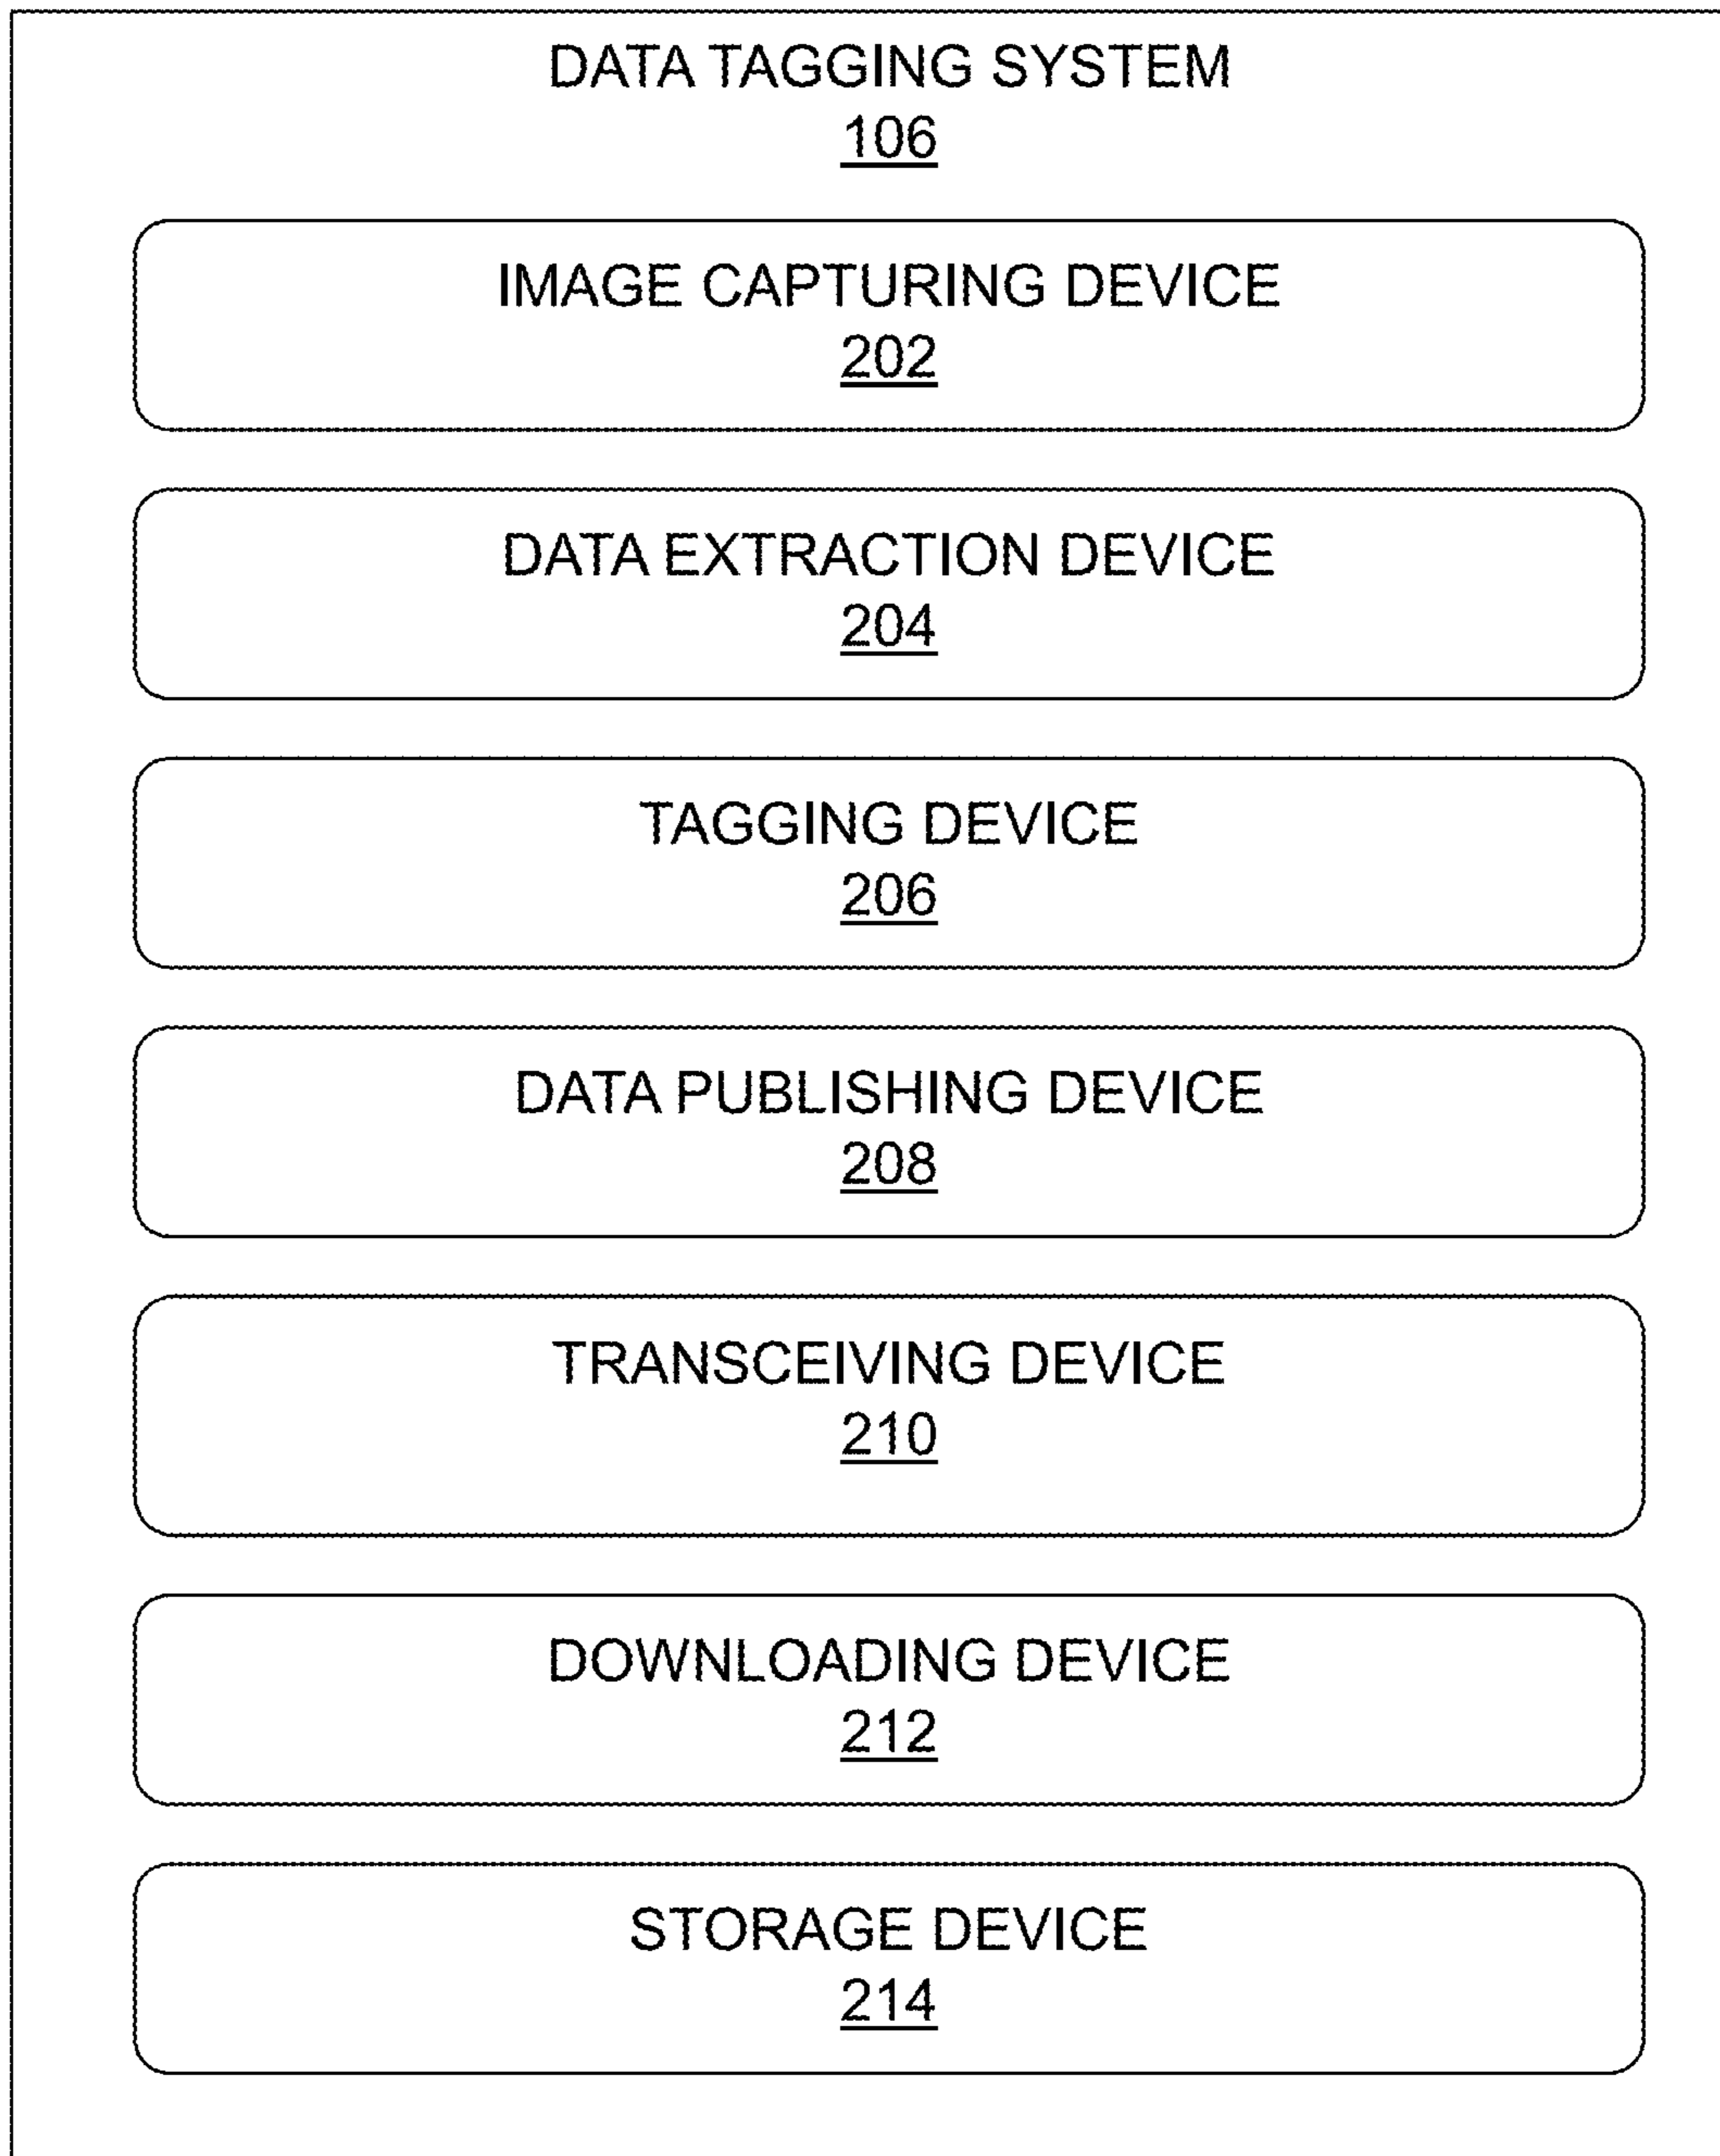 DATA TAGGING SYSTEM
106
IMAGE CAPTURING DEVICE
202
DATA EXTRACTION DEVICE
204
TAGGING DEVICE
206
DATA PUBLISHING DEVICE
208
TRANSCEIVING DEVICE
210
DOWNLOADING DEVICE
212
STORAGE DEVICE
214